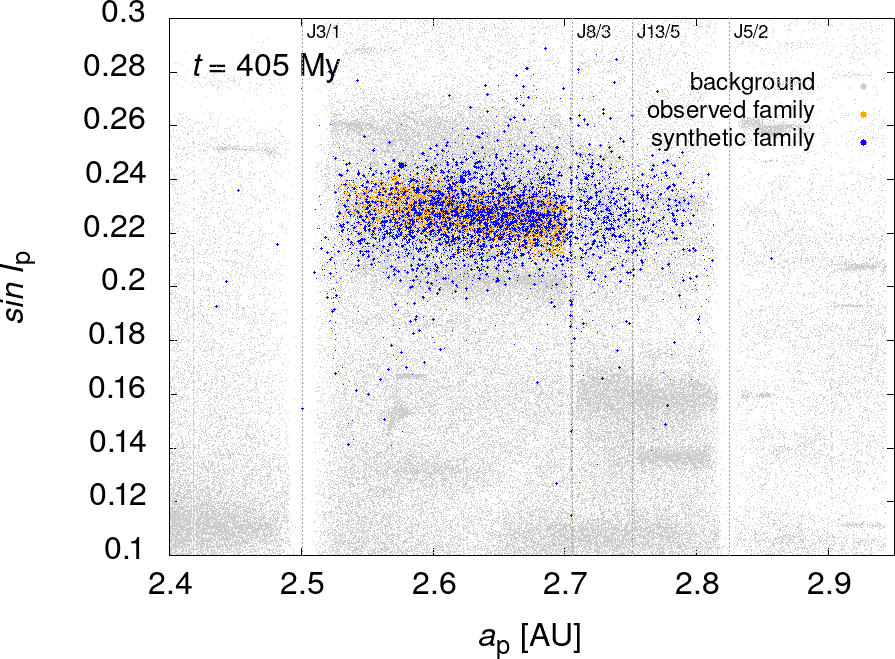 0.3
0.28
0.26
0.24
0.22
0.2
0.18
0.16
0.14
0.12
0.1
sin Ip
t = 405 My
J3/1
J8/3
J13/5
J5/2
background
observed family
synthetic family
2.4
2.5
2.6
2.7
2.8
2.9
ap [AU]